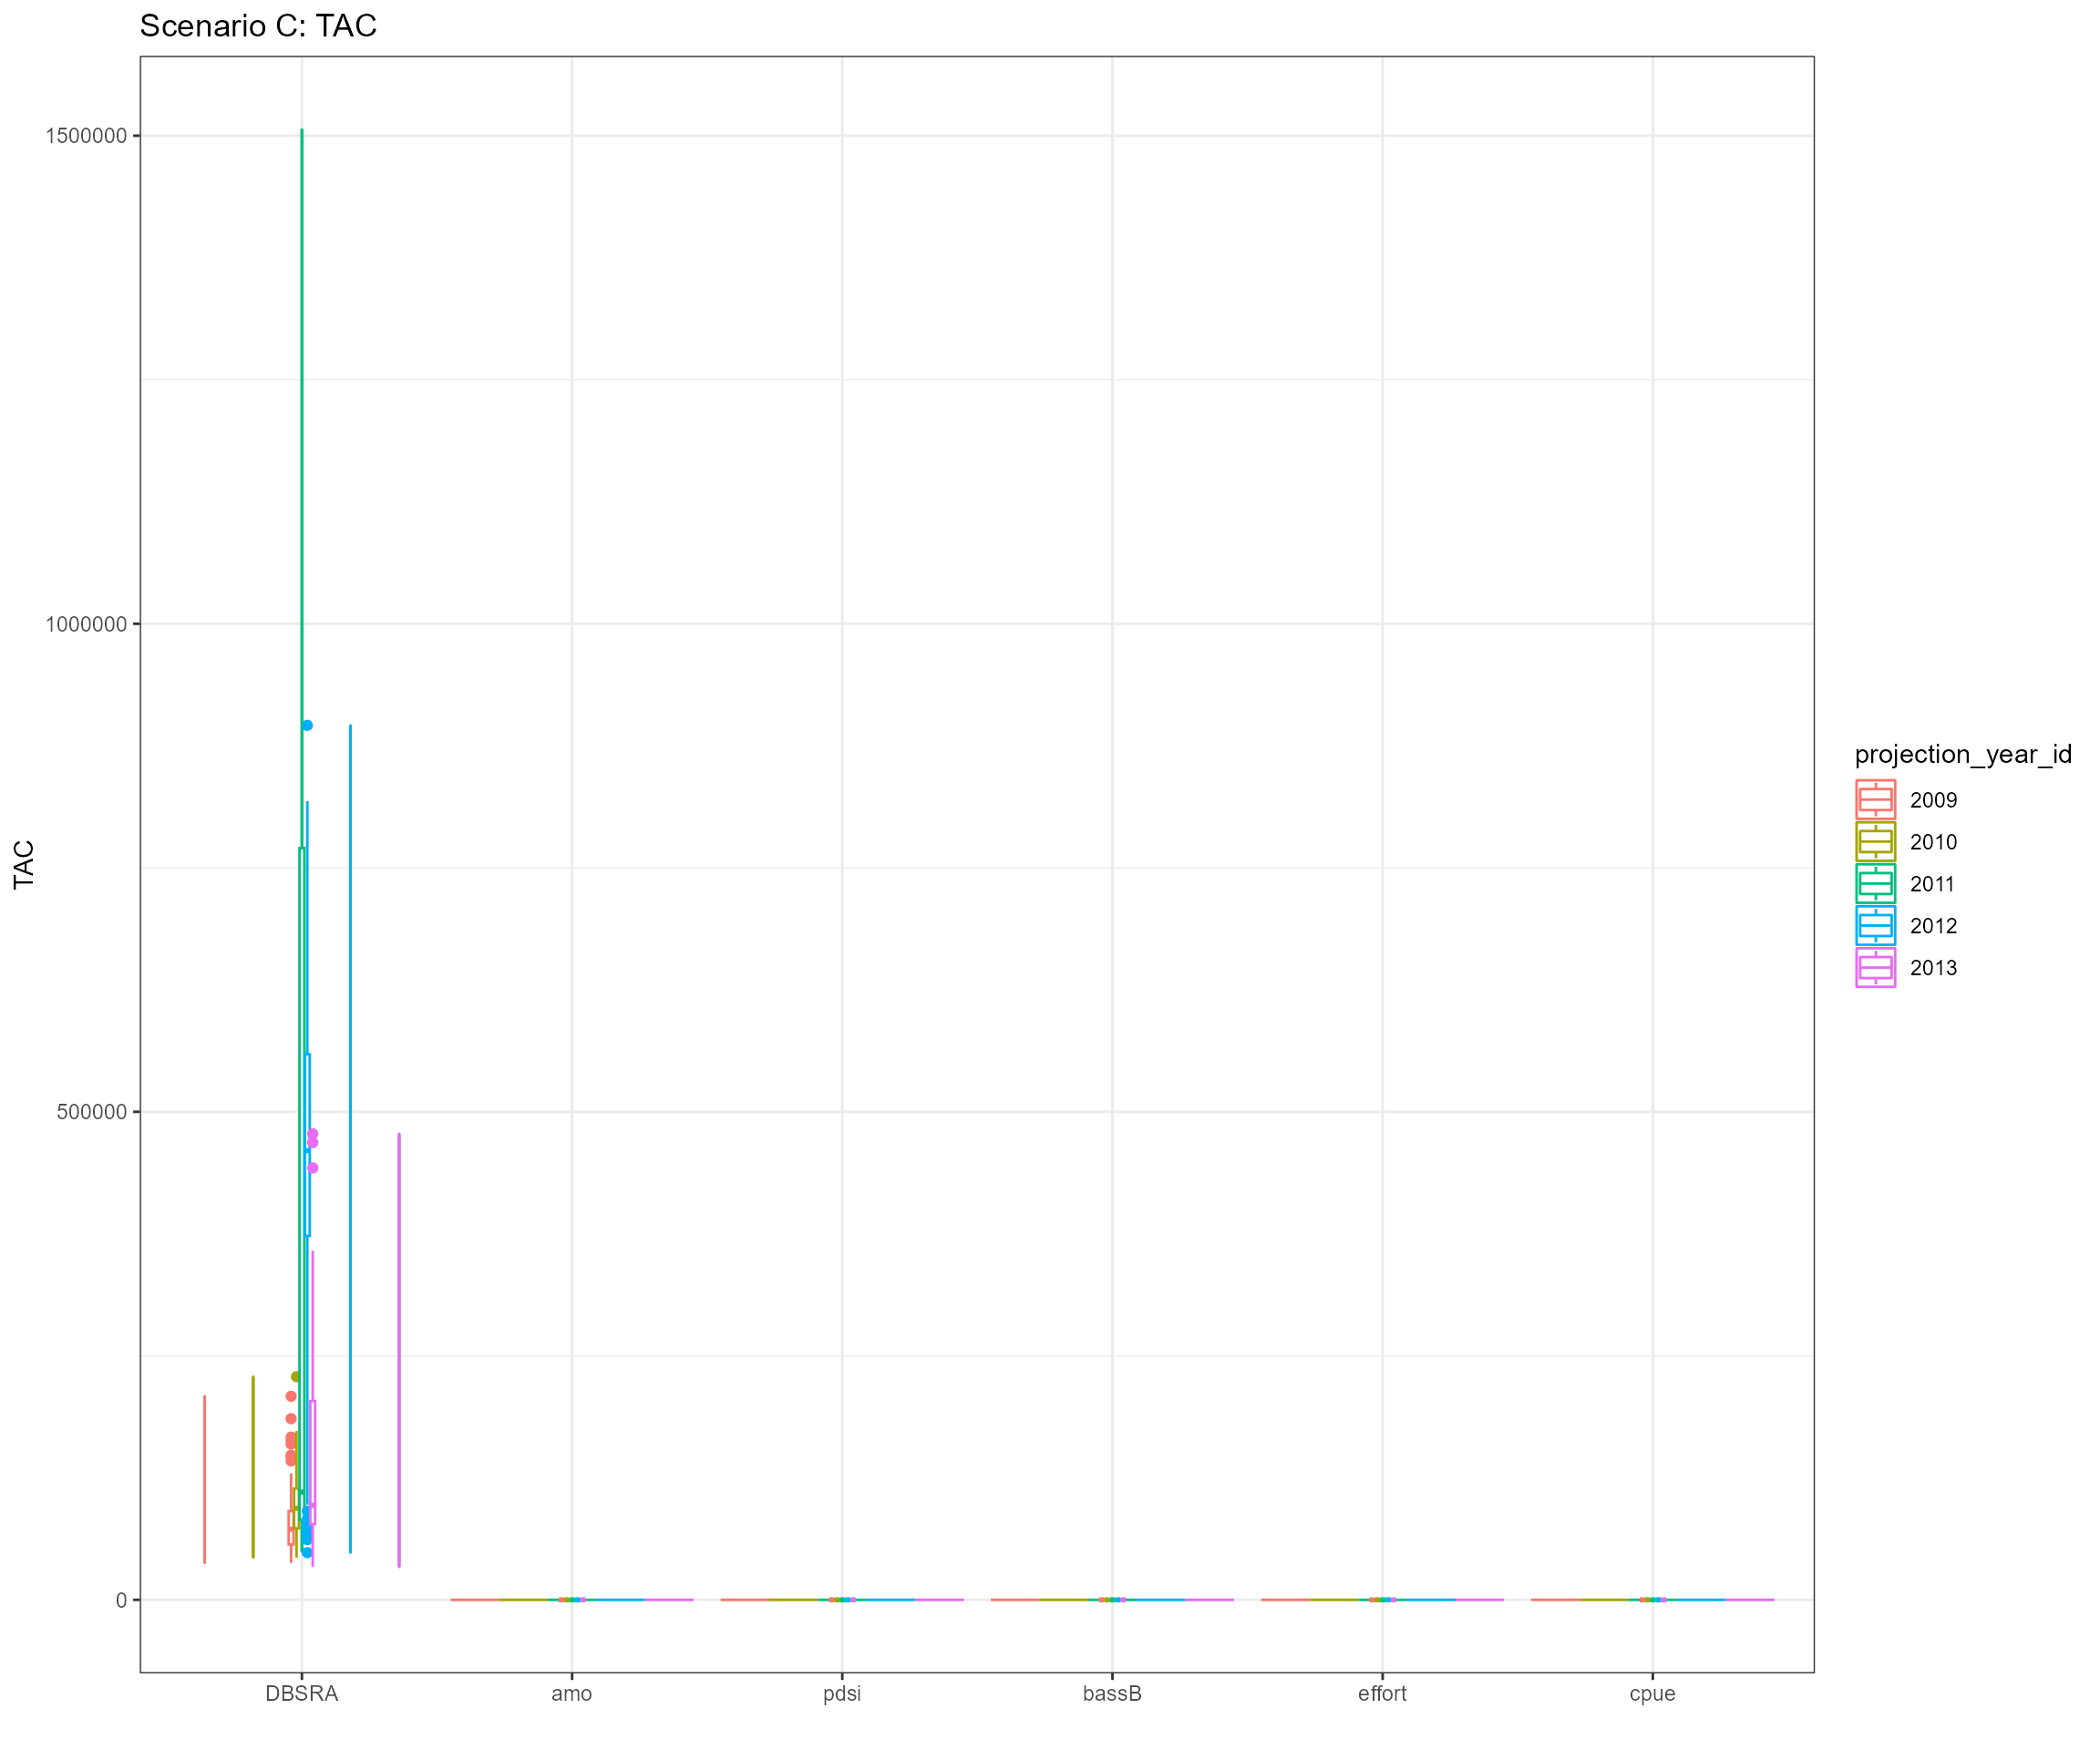 Scenario C: TAC
1500000
1000000
500000
0
TAC
DBSRA amo pdsi bassB effort cpue
projection_year_id
2009
2010
2011
2012
2013